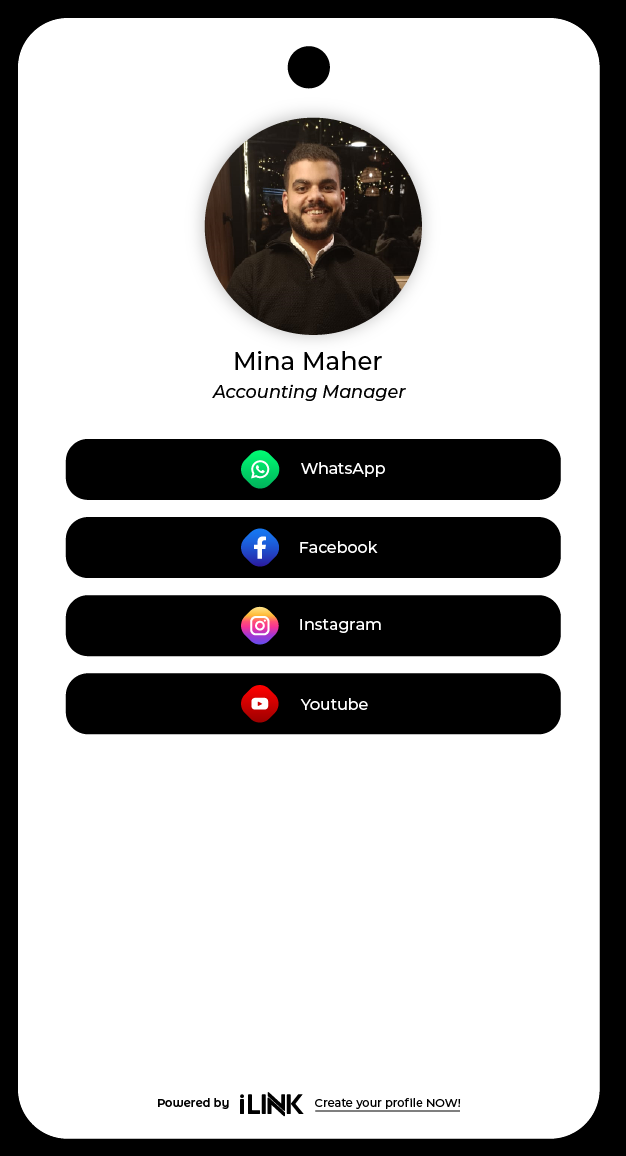 Mina Maher
Accounting Manager
WhatsApp
Facebook
Instagram
Youtube
Powered by iLINK Create your profile NOW!